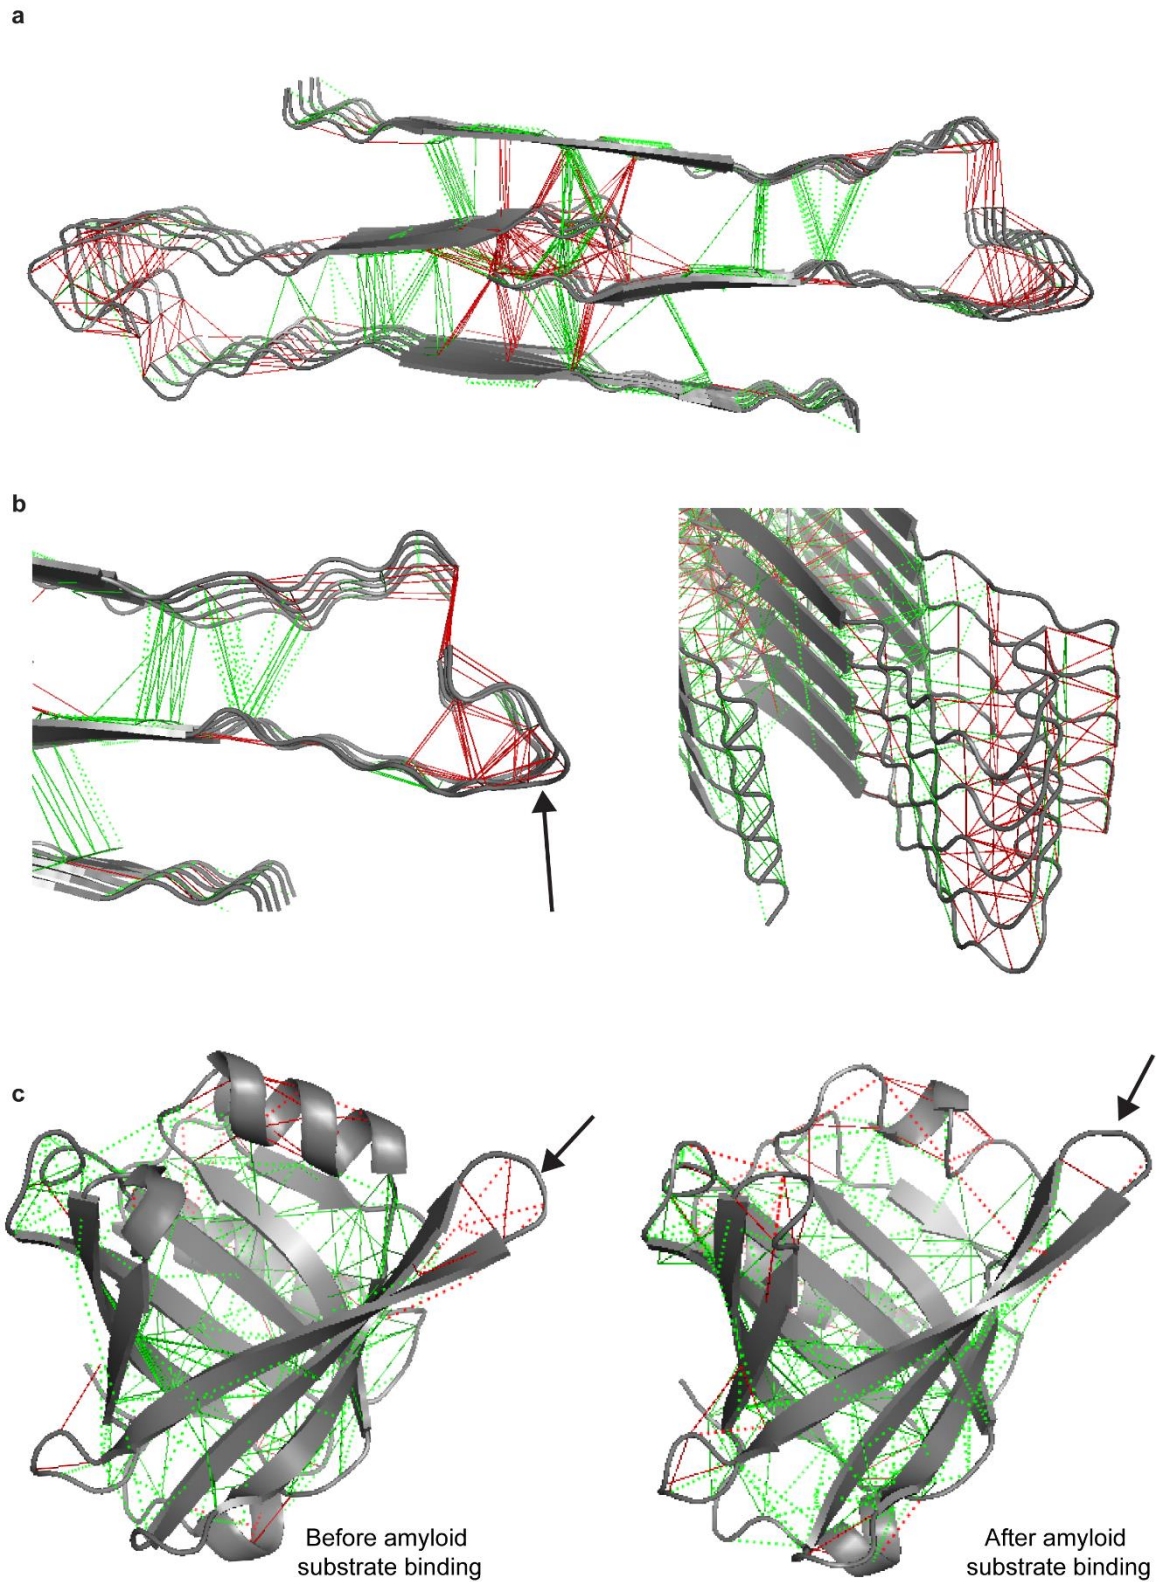 a
b
c
Before amyloid
substrate binding
After amyloid
substrate binding